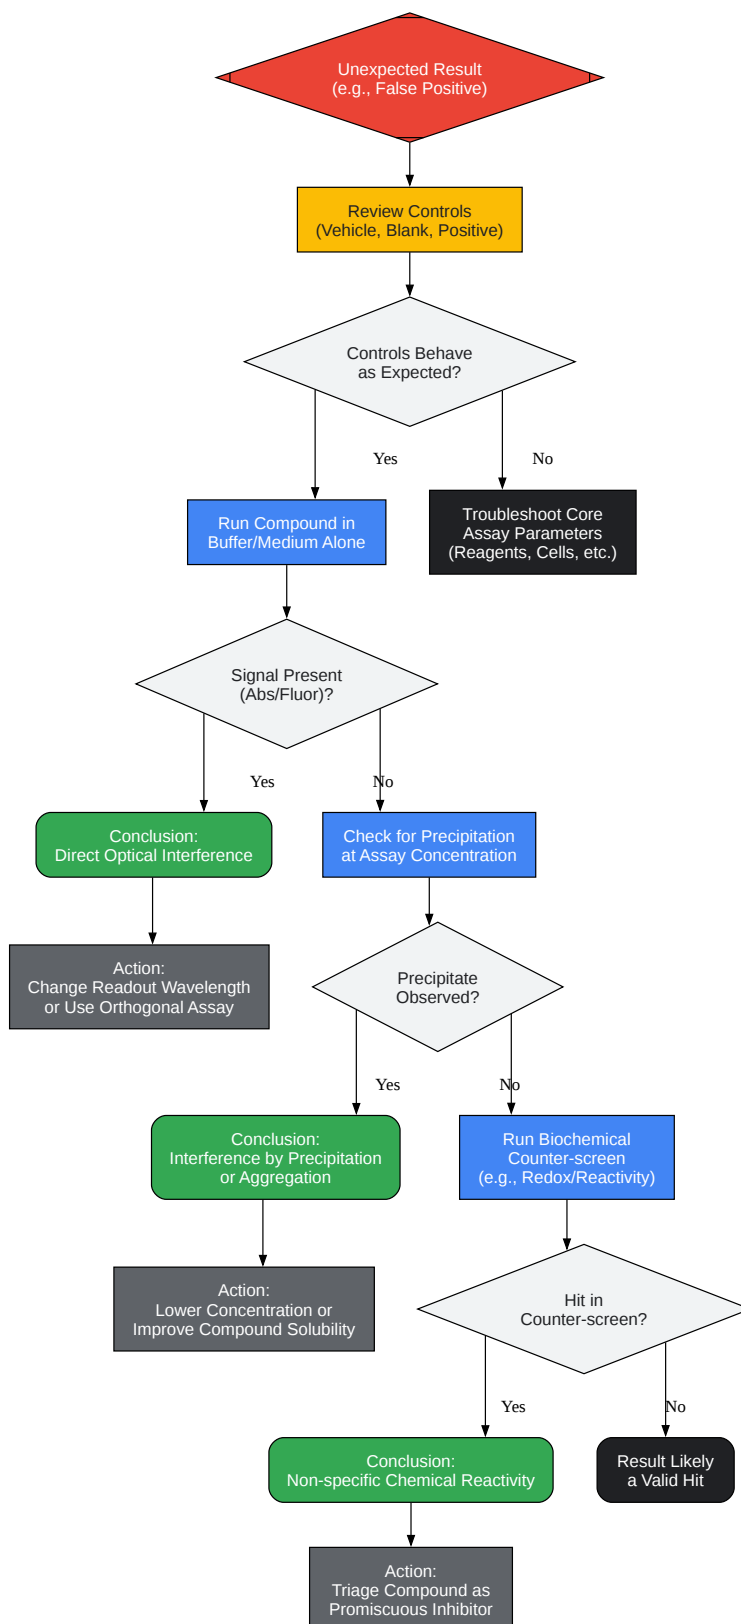 Unexpected Result
(e.g., False Positive)
Review Controls
(Vehicle, Blank, Positive)
Controls Behave
as Expected?
Yes
No
Run Compound in
Buffer/Medium Alone
Troubleshoot Core
Assay Parameters
(Reagents, Cells, etc.)
Signal Present
(Abs/Fluor)?
Yes
No
Conclusion:
Direct Optical Interference
Check for Precipitation
at Assay Concentration
Action:
Change Readout Wavelength
or Use Orthogonal Assay
Precipitate
Observed?
Yes
No
Conclusion:
Interference by Precipitation
or Aggregation
Run Biochemical
Counter-screen
(e.g., Redox/Reactivity)
Action:
Lower Concentration or
Improve Compound Solubility
Hit in
Counter-screen?
Yes
No
Conclusion:
Non-specific Chemical Reactivity
Result Likely
a Valid Hit
Action:
Triage Compound as
Promiscuous Inhibitor